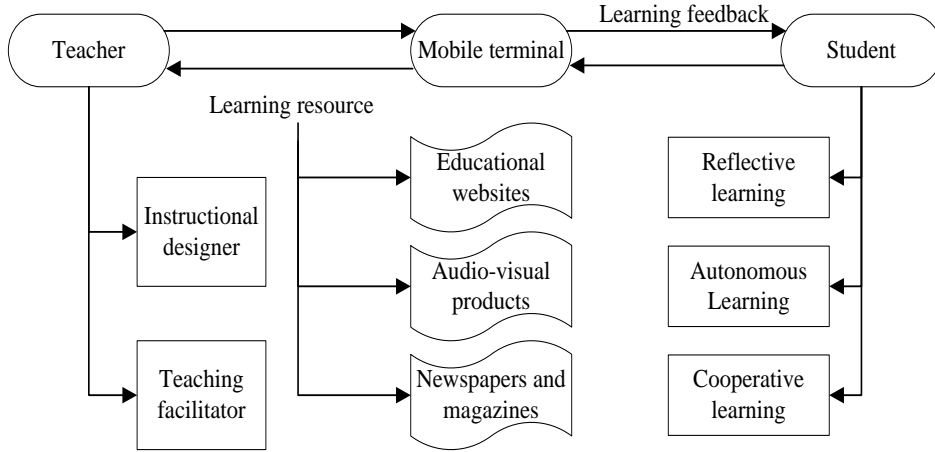 Learning feedback
Teacher
Mobile terminal
Student
Learning resource
Educational
websites
Reflective
learning
Instructional
designer
Audio-visual
products
Autonomous
Learning
Teaching
facilitator
Newspapers and
magazines
Cooperative
learning